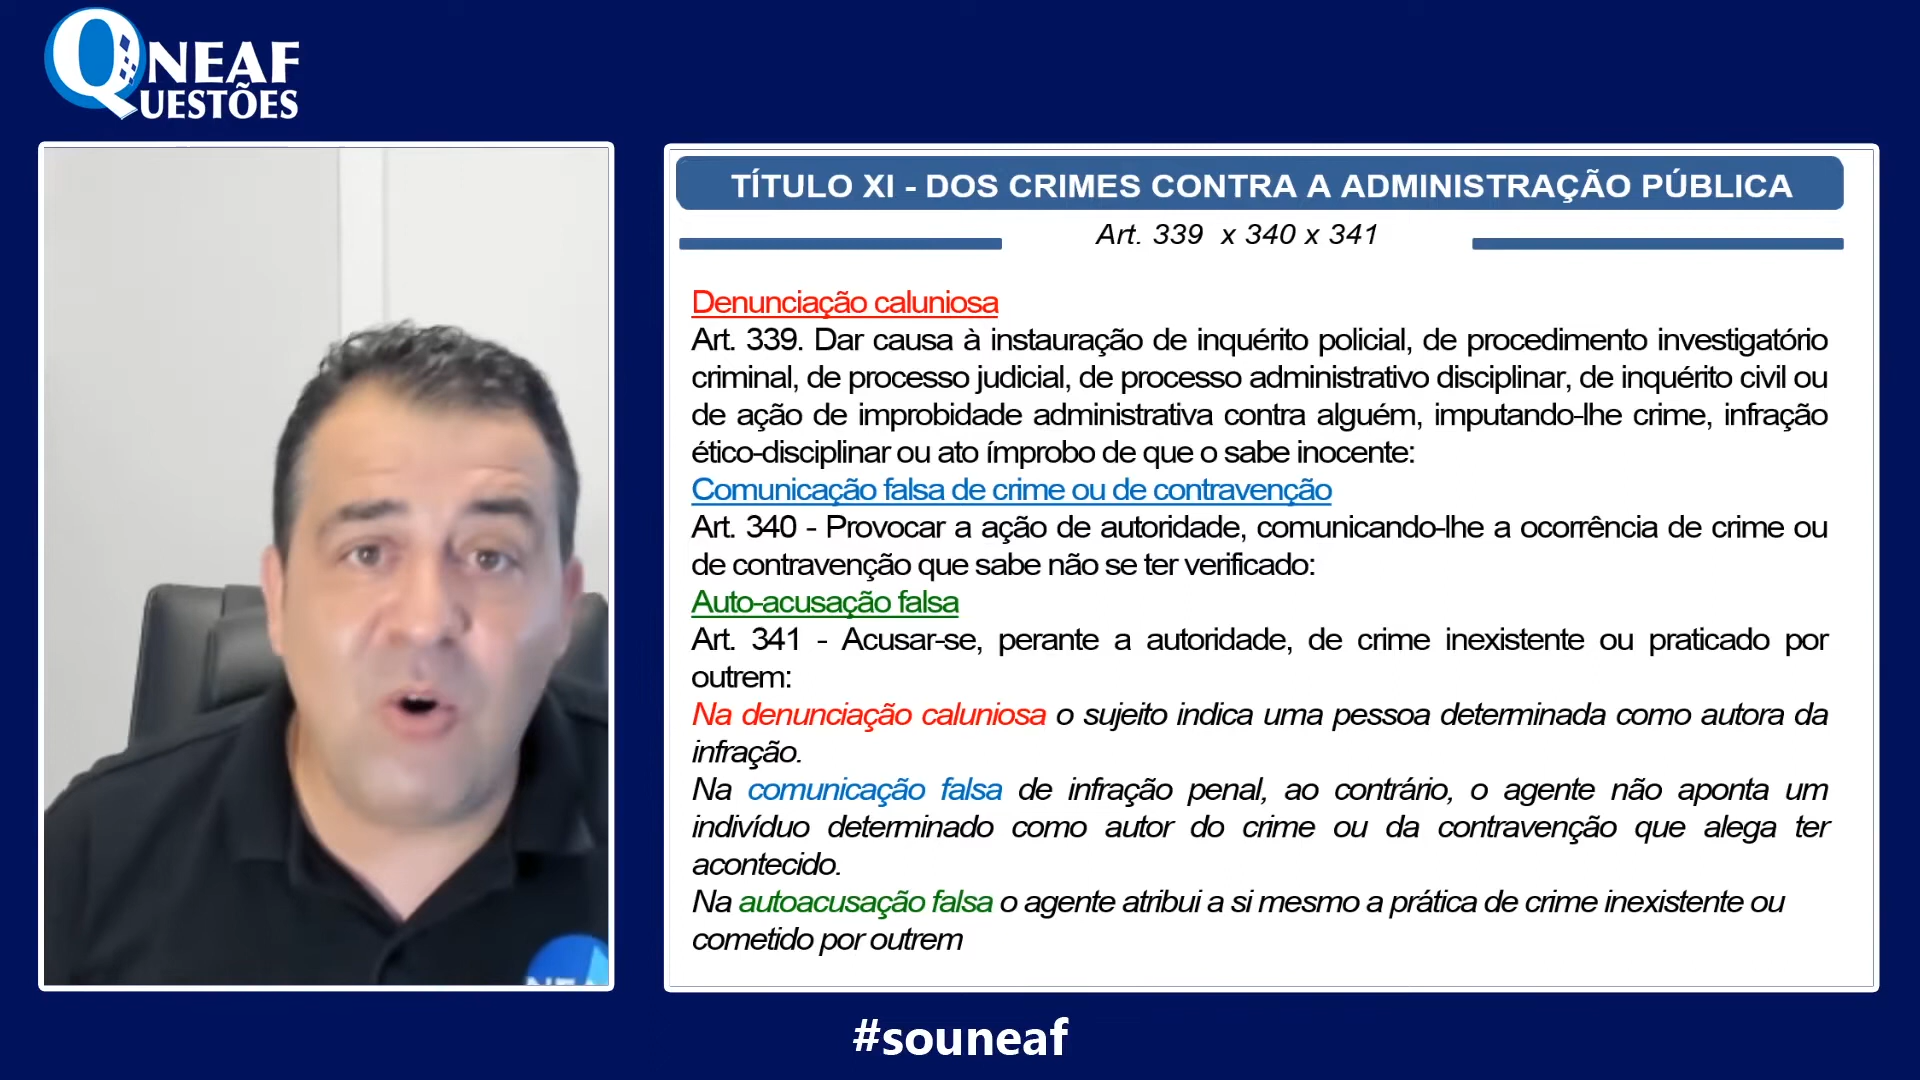 QNEAF
QUESTÕES
TÍTULO XI - DOS CRIMES CONTRA A ADMINISTRAÇÃO PÚBLICA
Art. 339 x 340 x 341
Denunciação caluniosa
Art. 339. Dar causa à instauração de inquérito policial, de procedimento investigatório
criminal, de processo judicial, de processo administrativo disciplinar, de inquérito civil ou
de ação de improbidade administrativa contra alguém, imputando-lhe crime, infração
ético-disciplinar ou ato ímprobo de que o sabe inocente:
Comunicação falsa de crime ou de contravenção
Art. 340 - Provocar a ação de autoridade, comunicando-lhe a ocorrência de crime ou
de contravenção que sabe não se ter verificado:
Auto-acusação falsa
Art. 341 - Acusar-se, perante a autoridade, de crime inexistente ou praticado por
outrem:
Na denunciação caluniosa o sujeito indica uma pessoa determinada como autora da
infração.
Na comunicação falsa de infração penal, ao contrário, o agente não aponta um
indivíduo determinado como autor do crime ou da contravenção que alega ter
acontecido.
Na autoacusação falsa o agente atribui a si mesmo a prática de crime inexistente ou
cometido por outrem
#souneaf